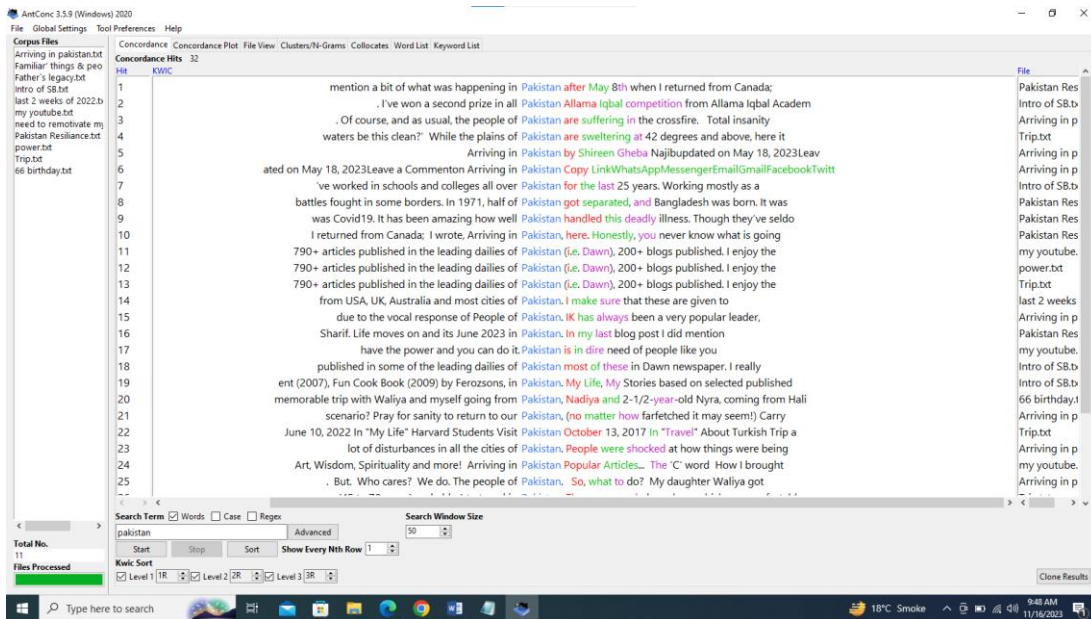 AntConc 3.5.9 (Windows) 2020
File Global Settings Tool Preferences Help
Corpus Files
Arriving in pakistan.txt
Familiar' things & peo
Father's legacy.txt
Intro of SB.txt
last 2 weeks of 2022.t
my youtube.txt
need to remotivate my
Pakistan Resiliance.txt
power.txt
Trip.txt
66 birthday.txt
Total No.
11
Files Processed
Concordance Concordance Plot File View Clusters/N-Grams Collocates Word List Keyword List
Concordance Hits 32
Hit KWIC File
1 mention a bit of what was happening in Pakistan after May 8th when I returned from Canada; Pakistan Res
2 . I've won a second prize in all Pakistan Allama Iqbal competition from Allama Iqbal Academ Intro of SB.tx
3 . Of course, and as usual, the people of Pakistan are suffering in the crossfire. Total insanity Arriving in p
4 waters be this clean?' While the plains of Pakistan are sweltering at 42 degrees and above, here it Trip.txt
5 Arriving in Pakistan by Shireen Gheba Najibupdated on May 18, 2023Leav Arriving in p
6 ated on May 18, 2023Leave a Commenton Arriving in Pakistan Copy LinkWhatsAppMessengerEmailGmailFacebookTwitt Arriving in p
7 've worked in schools and colleges all over Pakistan for the last 25 years. Working mostly as a Intro of SB.tx
8 battles fought in some borders. In 1971, half of Pakistan got separated, and Bangladesh was born. It was Pakistan Res
9 was Covid19. It has been amazing how well Pakistan handled this deadly illness. Though they've seldo Pakistan Res
10 I returned from Canada; I wrote, Arriving in Pakistan, here. Honestly, you never know what is going Pakistan Res
11 790+ articles published in the leading dailies of Pakistan (i.e. Dawn), 200+ blogs published. I enjoy the my youtube.
12 790+ articles published in the leading dailies of Pakistan (i.e. Dawn), 200+ blogs published. I enjoy the power.txt
13 790+ articles published in the leading dailies of Pakistan (i.e. Dawn), 200+ blogs published. I enjoy the Trip.txt
14 from USA, UK, Australia and most cities of Pakistan. I make sure that these are given to last 2 weeks
15 due to the vocal response of People of Pakistan. IK has always been a very popular leader, Arriving in p
16 Sharif. Life moves on and its June 2023 in Pakistan. In my last blog post I did mention Pakistan Res
17 have the power and you can do it. Pakistan is in dire need of people like you my youtube.
18 published in some of the leading dailies of Pakistan most of these in Dawn newspaper. I really Intro of SB.tx
19 ent (2007), Fun Cook Book (2009) by Ferozsons, in Pakistan. My Life, My Stories based on selected published Intro of SB.tx
20 memorable trip with Waliya and myself going from Pakistan, Nadiya and 2-1/2-year-old Nyra, coming from Hali 66 birthday.t
21 scenario? Pray for sanity to return to our Pakistan, (no matter how farfetched it may seem!) Carry Arriving in p
22 June 10, 2022 In "My Life" Harvard Students Visit Pakistan October 13, 2017 In "Travel" About Turkish Trip a Trip.txt
23 lot of disturbances in all the cities of Pakistan. People were shocked at how things were being Arriving in p
24 Art, Wisdom, Spirituality and more! Arriving in Pakistan Popular Articles... The 'C' word How I brought my youtube.
25 . But. Who cares? We do. The people of Pakistan. So, what to do? My daughter Waliya got Arriving in p
Search Term Words Case Regex Search Window Size
pakistan Advanced 50
Start Stop Sort Show Every Nth Row 1
Kwic Sort
Level 1 1R Level 2 2R Level 3 3R Clone Results
Type here to search 18°C Smoke 9:48 AM
11/16/2023